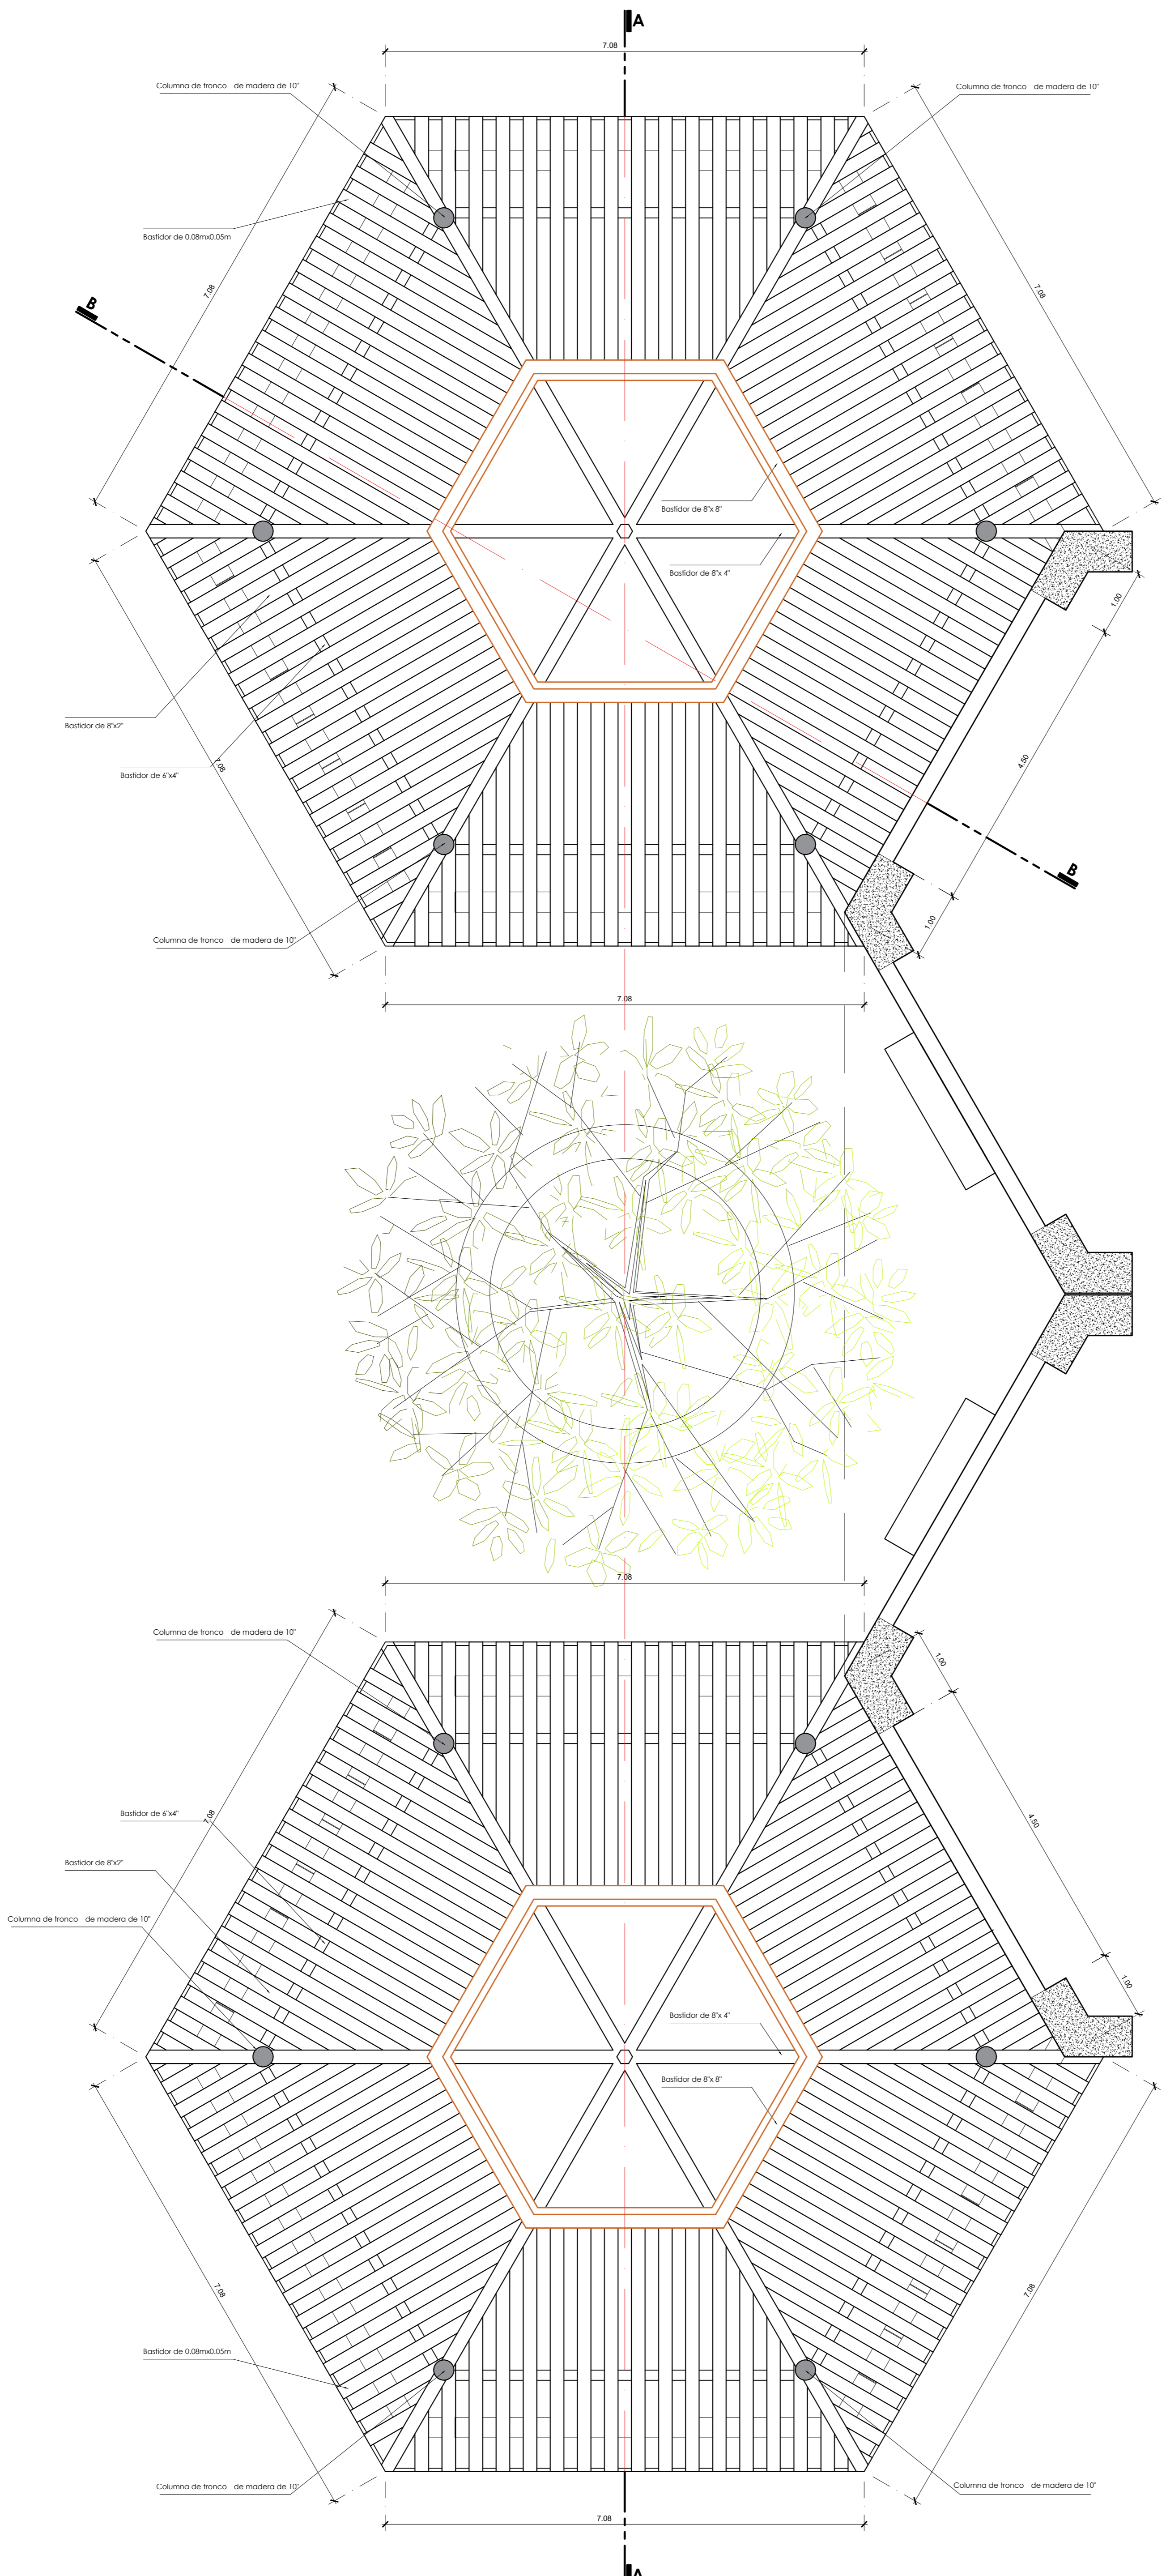 A
7.08
Columna de tronco de madera de 10"
Columna de tronco de madera de 10"
Bastidor de 0.08mx0.05m
7.08
7.08
B
Bastidor de 8"x 8"
Bastidor de 8"x 4"
1.00
Bastidor de 8"x2"
Bastidor de 6"x4"
7.08
4.50
B
1.00
Columna de tronco de madera de 10"
7.08
7.08
Columna de tronco de madera de 10"
1.00
Bastidor de 6"x4"
7.08
4.50
Bastidor de 8"x2"
Columna de tronco de madera de 10"
1.00
Bastidor de 8"x 4"
Bastidor de 8"x 8"
7.08
7.08
Bastidor de 0.08mx0.05m
Columna de tronco de madera de 10"
Columna de tronco de madera de 10"
7.08
A